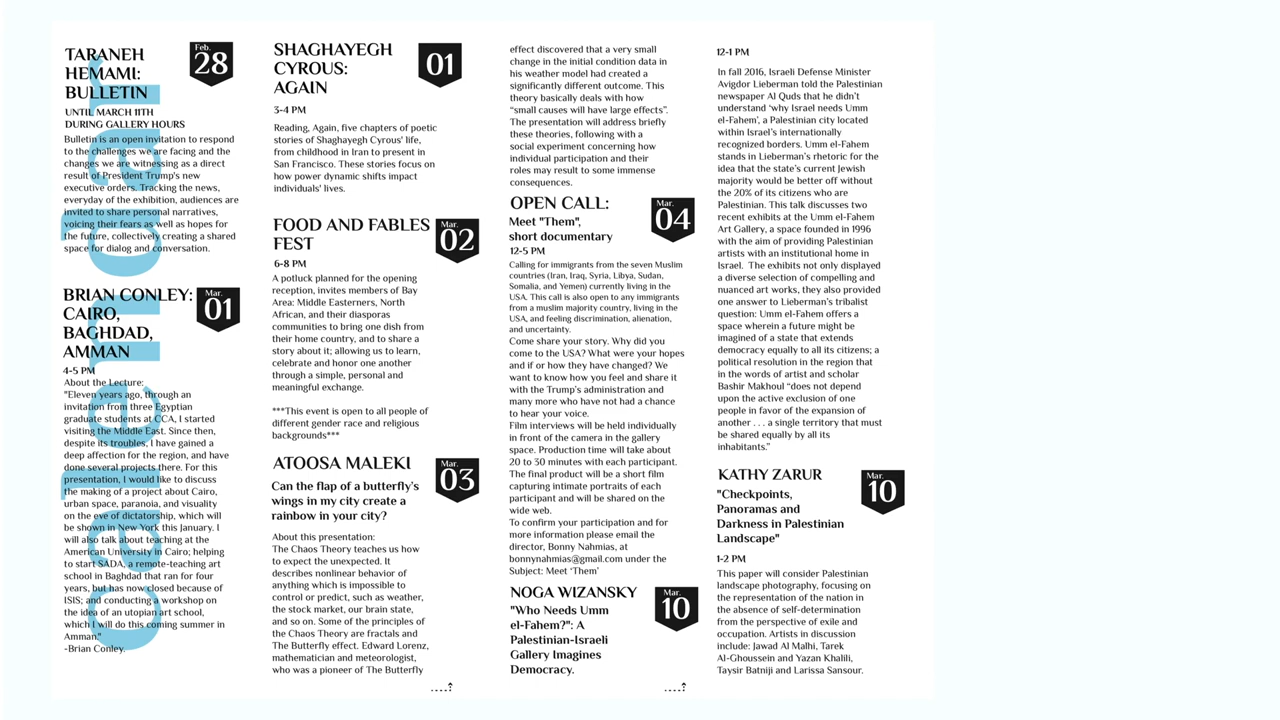 calendar
TARANEH
HEMAMI:
BULLETIN
Feb.
28
UNTIL MARCH 11TH
DURING GALLERY HOURS
Bulletin is an open invitation to respond
to the challenges we are facing and the
changes we are witnessing as a direct
result of President Trump's new
executive orders. Tracking the news,
everyday of the exhibition, audiences are
invited to share personal narratives,
voicing their fears as well as hopes for
the future, collectively creating a shared
space for dialog and conversation.
BRIAN CONLEY:
CAIRO,
BAGHDAD,
AMMAN
Mar.
01
4-5 PM
About the Lecture:
"Eleven years ago, through an
invitation from three Egyptian
graduate students at CCA, I started
visiting the Middle East. Since then,
despite its troubles, I have gained a
deep affection for the region, and have
done several projects there. For this
presentation, I would like to discuss
the making of a project about Cairo,
urban space, paranoia, and visuality
on the eve of dictatorship, which will
be shown in New York this January. I
will also talk about teaching at the
American University in Cairo; helping
to start SADA, a remote-teaching art
school in Baghdad that ran for four
years, but has now closed because of
ISIS; and conducting a workshop on
the idea of an utopian art school,
which I will do this coming summer in
Amman."
-Brian Conley.
SHAGHAYEGH
CYROUS:
AGAIN
01
3-4 PM
Reading, Again, five chapters of poetic
stories of Shaghayegh Cyrous' life,
from childhood in Iran to present in
San Francisco. These stories focus on
how power dynamic shifts impact
individuals' lives.
FOOD AND FABLES
FEST
Mar.
02
6-8 PM
A potluck planned for the opening
reception, invites members of Bay
Area: Middle Easterners, North
African, and their diasporas
communities to bring one dish from
their home country, and to share a
story about it; allowing us to learn,
celebrate and honor one another
through a simple, personal and
meaningful exchange.
***This event is open to all people of
different gender race and religious
backgrounds***
ATOOSA MALEKI
Mar.
03
Can the flap of a butterfly's
wings in my city create a
rainbow in your city?
About this presentation:
The Chaos Theory teaches us how
to expect the unexpected. It
describes nonlinear behavior of
anything which is impossible to
control or predict, such as weather,
the stock market, our brain state,
and so on. Some of the principles of
the Chaos Theory are fractals and
The Butterfly effect. Edward Lorenz,
mathematician and meteorologist,
who was a pioneer of The Butterfly
effect discovered that a very small
change in the initial condition data in
his weather model had created a
significantly different outcome. This
theory basically deals with how
“small causes will have large effects”.
The presentation will address briefly
these theories, following with a
social experiment concerning how
individual participation and their
roles may result to some immense
consequences.
OPEN CALL:
Mar.
04
Meet "Them",
short documentary
12-5 PM
Calling for immigrants from the seven Muslim
countries (Iran, Iraq, Syria, Libya, Sudan,
Somalia, and Yemen) currently living in the
USA. This call is also open to any immigrants
from a muslim majority country, living in the
USA, and feeling discrimination, alienation,
and uncertainty.
Come share your story. Why did you
come to the USA? What were your hopes
and if or how they have changed? We
want to know how you feel and share it
with the Trump's administration and
many more who have not had a chance
to hear your voice.
Film interviews will be held individually
in front of the camera in the gallery
space. Production time will take about
20 to 30 minutes with each participant.
The final product will be a short film
capturing intimate portraits of each
participant and will be shared on the
wide web.
To confirm your participation and for
more information please email the
director, Bonny Nahmias, at
bonnynahmias@gmail.com under the
Subject: Meet ‘Them’
NOGA WIZANSKY
Mar.
10
"Who Needs Umm
el-Fahem?": A
Palestinian-Israeli
Gallery Imagines
Democracy.
12-1 PM
In fall 2016, Israeli Defense Minister
Avigdor Lieberman told the Palestinian
newspaper Al Quds that he didn’t
understand ‘why Israel needs Umm
el-Fahem’, a Palestinian city located
within Israel’s internationally
recognized borders. Umm el-Fahem
stands in Lieberman’s rhetoric for the
idea that the state’s current Jewish
majority would be better off without
the 20% of its citizens who are
Palestinian. This talk discusses two
recent exhibits at the Umm el-Fahem
Art Gallery, a space founded in 1996
with the aim of providing Palestinian
artists with an institutional home in
Israel. The exhibits not only displayed
a diverse selection of compelling and
nuanced art works, they also provided
one answer to Lieberman’s tribalist
question: Umm el-Fahem offers a
space wherein a future might be
imagined of a state that extends
democracy equally to all its citizens; a
political resolution in the region that
in the words of artist and scholar
Bashir Makhoul “does not depend
upon the active exclusion of one
people in favor of the expansion of
another . . . a single territory that must
be shared equally by all its
inhabitants.”
KATHY ZARUR
Mar.
10
"Checkpoints,
Panoramas and
Darkness in Palestinian
Landscape"
1-2 PM
This paper will consider Palestinian
landscape photography, focusing on
the representation of the nation in
the absence of self-determination
from the perspective of exile and
occupation. Artists in discussion
include: Jawad Al Malhi, Tarek
Al-Ghoussein and Yazan Khalili,
Taysir Batniji and Larissa Sansour.